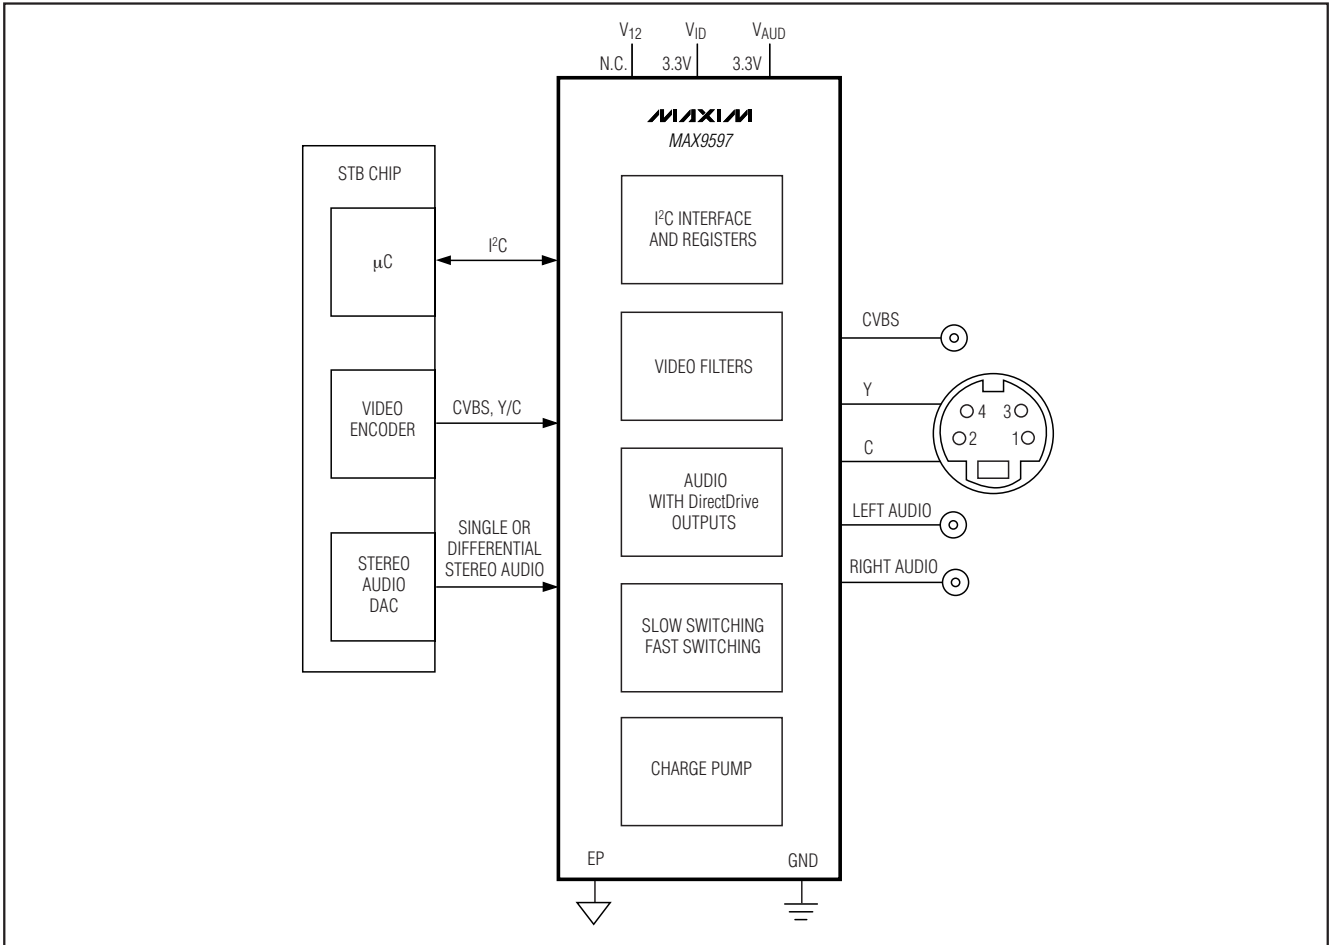 V12 VID VAUD
N.C. 3.3V 3.3V
MAXIM
MAX9597
STB CHIP
µC
I²C
I²C INTERFACE
AND REGISTERS
VIDEO
ENCODER
CVBS, Y/C
VIDEO FILTERS
STEREO
AUDIO
DAC
SINGLE OR
DIFFERENTIAL
STEREO AUDIO
AUDIO
WITH DirectDrive
OUTPUTS
SLOW SWITCHING
FAST SWITCHING
CHARGE PUMP
EP GND
CVBS
Y
C
4 3
2 1
LEFT AUDIO
RIGHT AUDIO